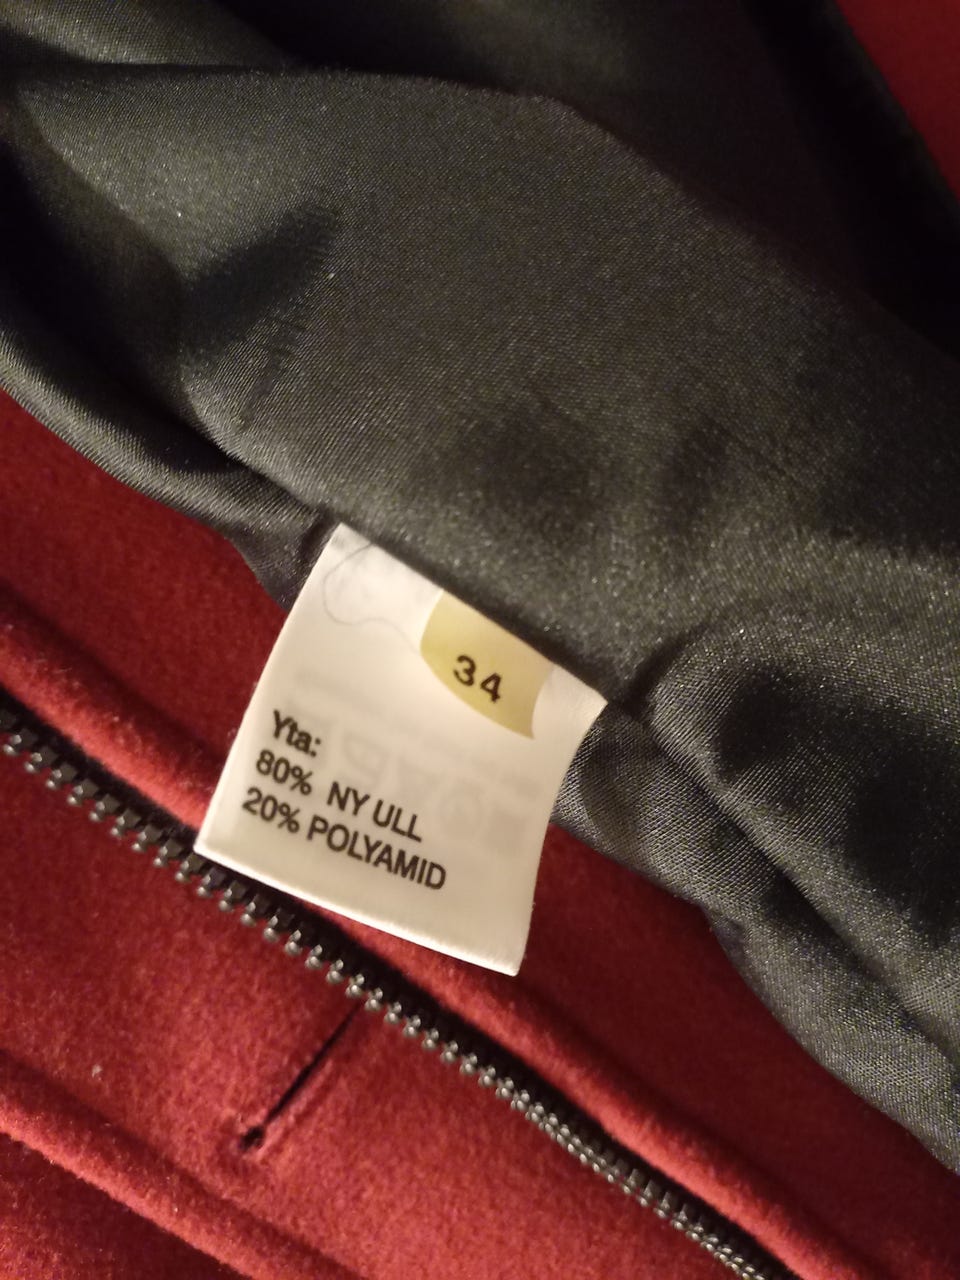 34
Yta:
80% NY ULL
20% POLYAMID